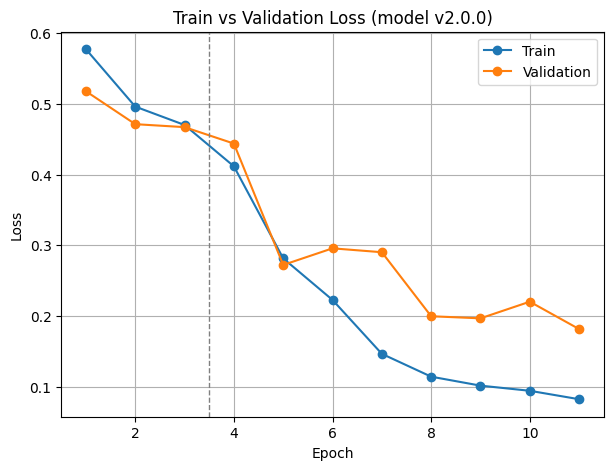 Train vs Validation Loss (model v2.0.0)
0.6
0.5
0.4
0.3
0.2
0.1
Loss
Train
Validation
2 4 6 8 10
Epoch